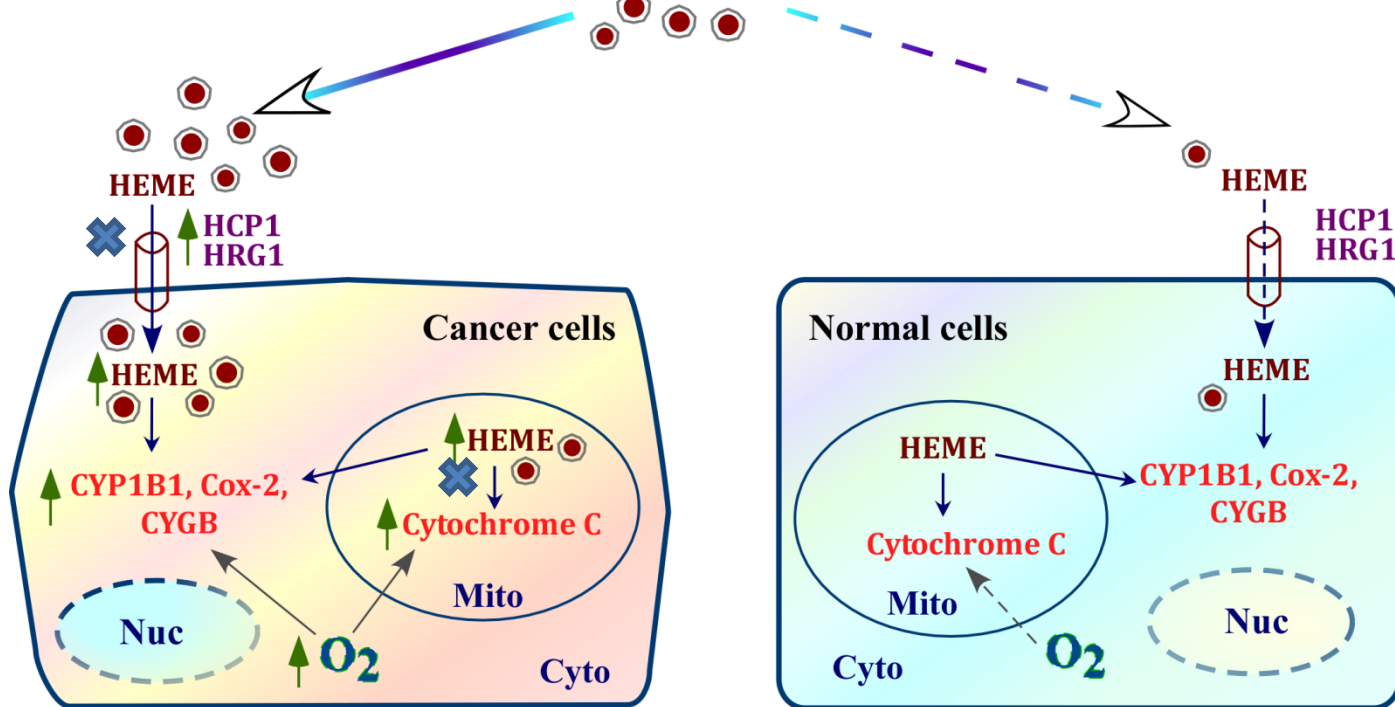 HEME
HCP1
HRG1
Cancer cells
HEME
HEME
CYP1B1, Cox-2,
CYGB
Cytochrome C
Mito
Nuc
O2
Cyto
HEME
HCP1
HRG1
Normal cells
HEME
HEME
CYP1B1, Cox-2,
CYGB
Cytochrome C
Mito
Nuc
Cyto
O2